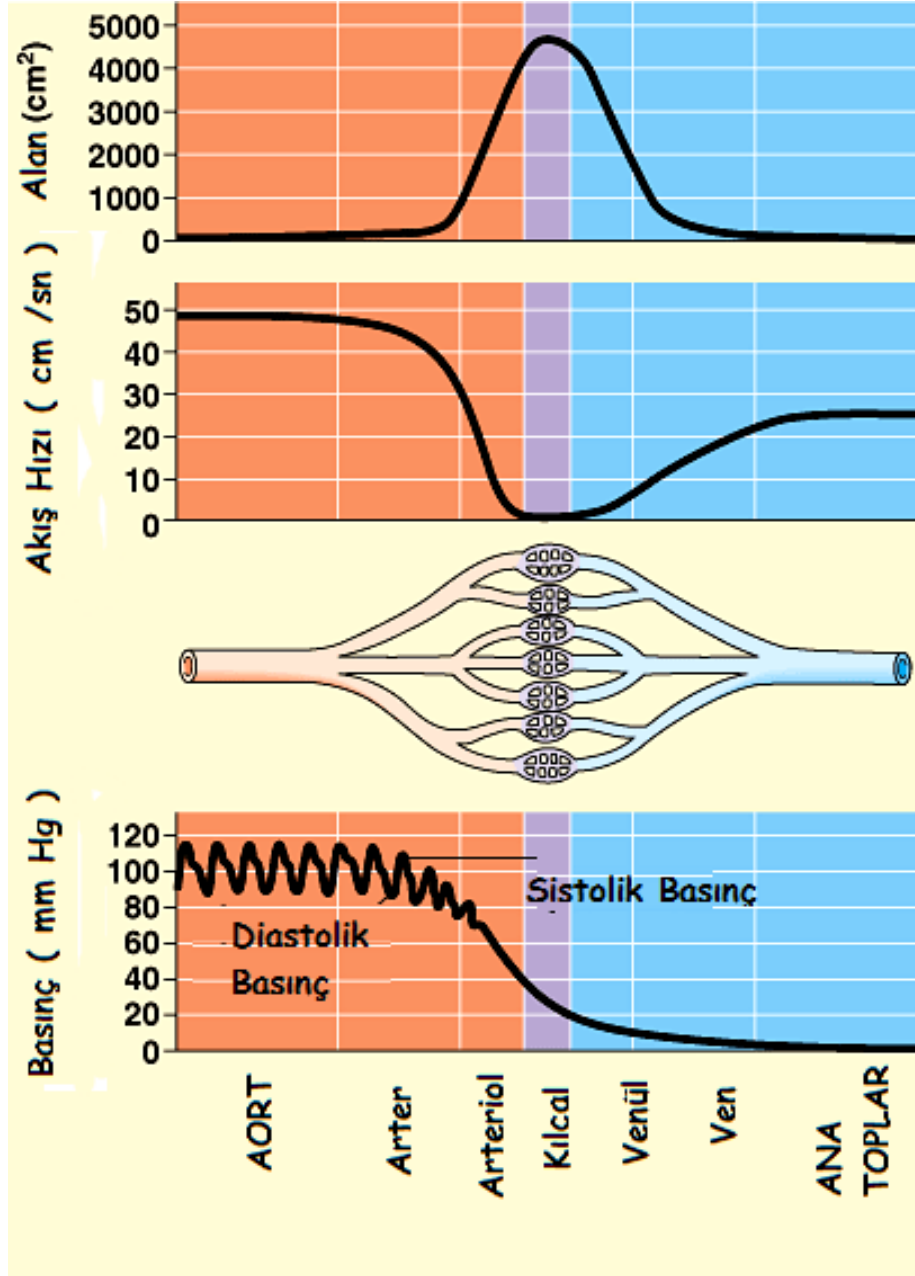 Alan (cm²)
5000
4000
3000
2000
1000
0
Akış Hızı ( cm /sn )
50
40
30
20
10
0
Basınç ( mm Hg )
120
100
80
60
40
20
0
Sistolik Basınç
Diastolik
Basınç
AORT
Arter
Arteriol
Kılcal
Venül
Ven
ANA
TOPLAR